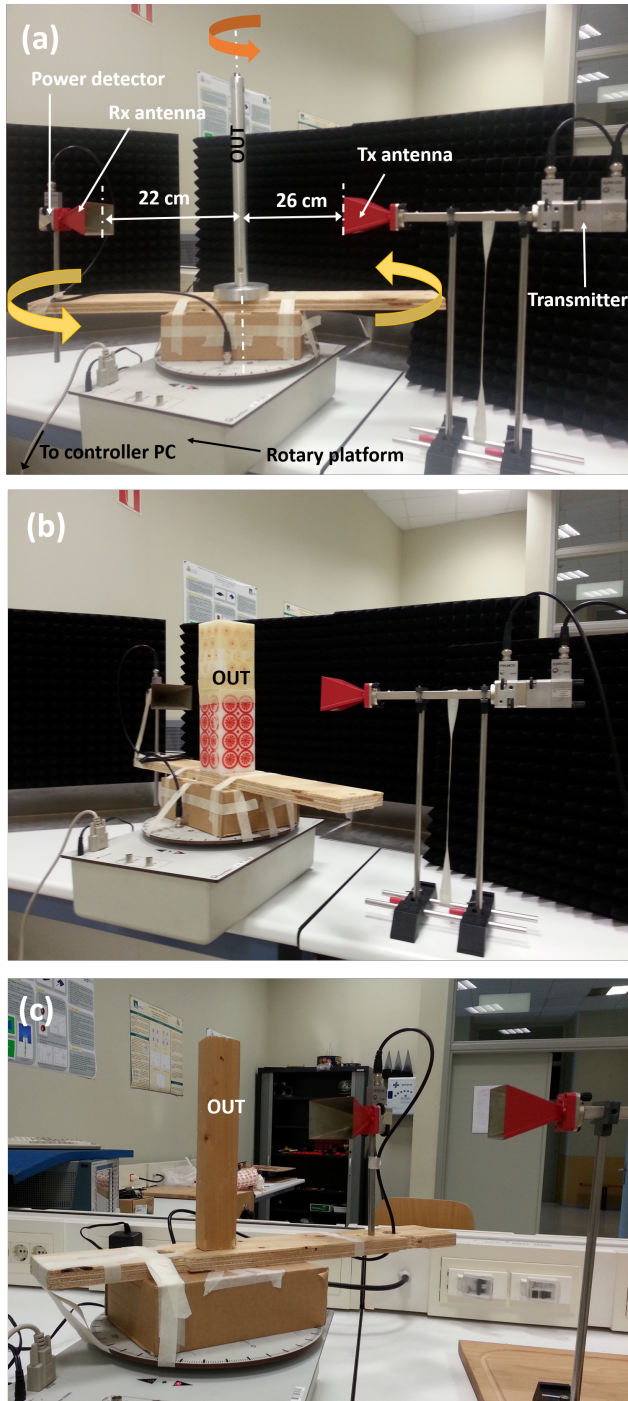 (a)
Power detector
Rx antenna
OUT
Tx antenna
22 cm
26 cm
Transmitter
To controller PC
Rotary platform
(b)
OUT
(c)
OUT